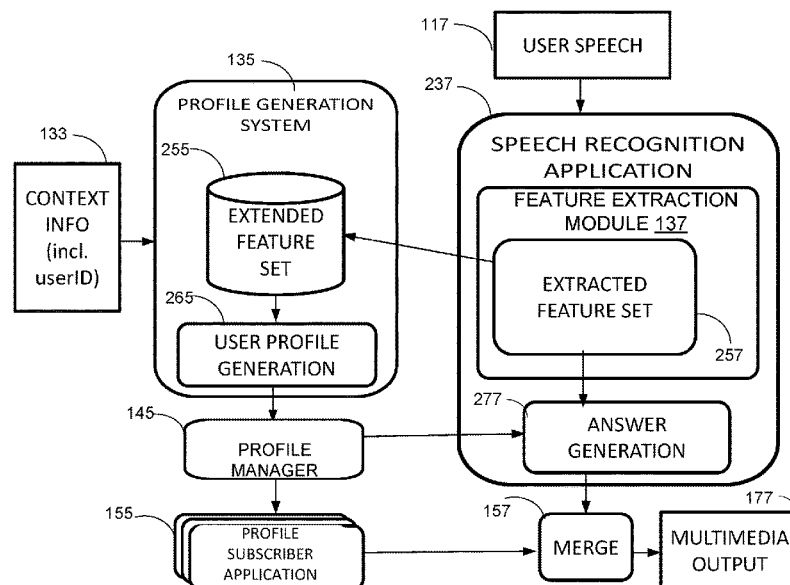 117
USER SPEECH
135
PROFILE GENERATION
SYSTEM
237
133
CONTEXT
INFO
(incl.
userID)
255
EXTENDED
FEATURE
SET
SPEECH RECOGNITION
APPLICATION
FEATURE EXTRACTION
MODULE 137
EXTRACTED
FEATURE SET
257
265
USER PROFILE
GENERATION
277
ANSWER
GENERATION
145
PROFILE
MANAGER
155
PROFILE
SUBSCRIBER
APPLICATION
157
MERGE
177
MULTIMEDIA
OUTPUT